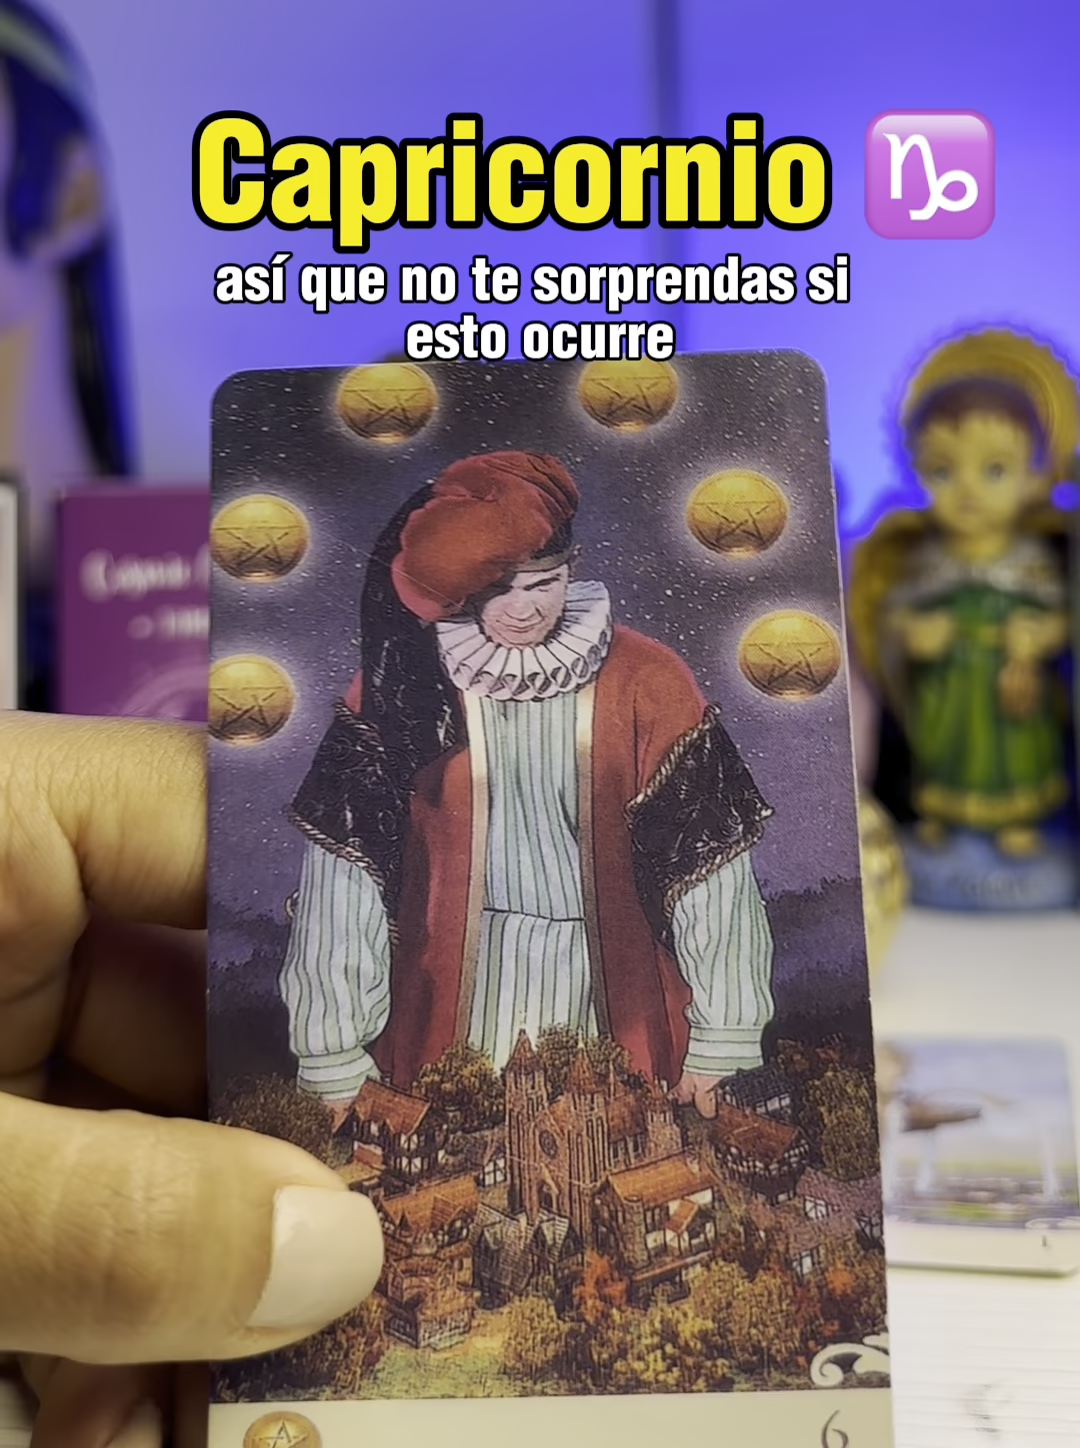 Capricornio ♑
así que no te sorprendas si
esto ocurre
6